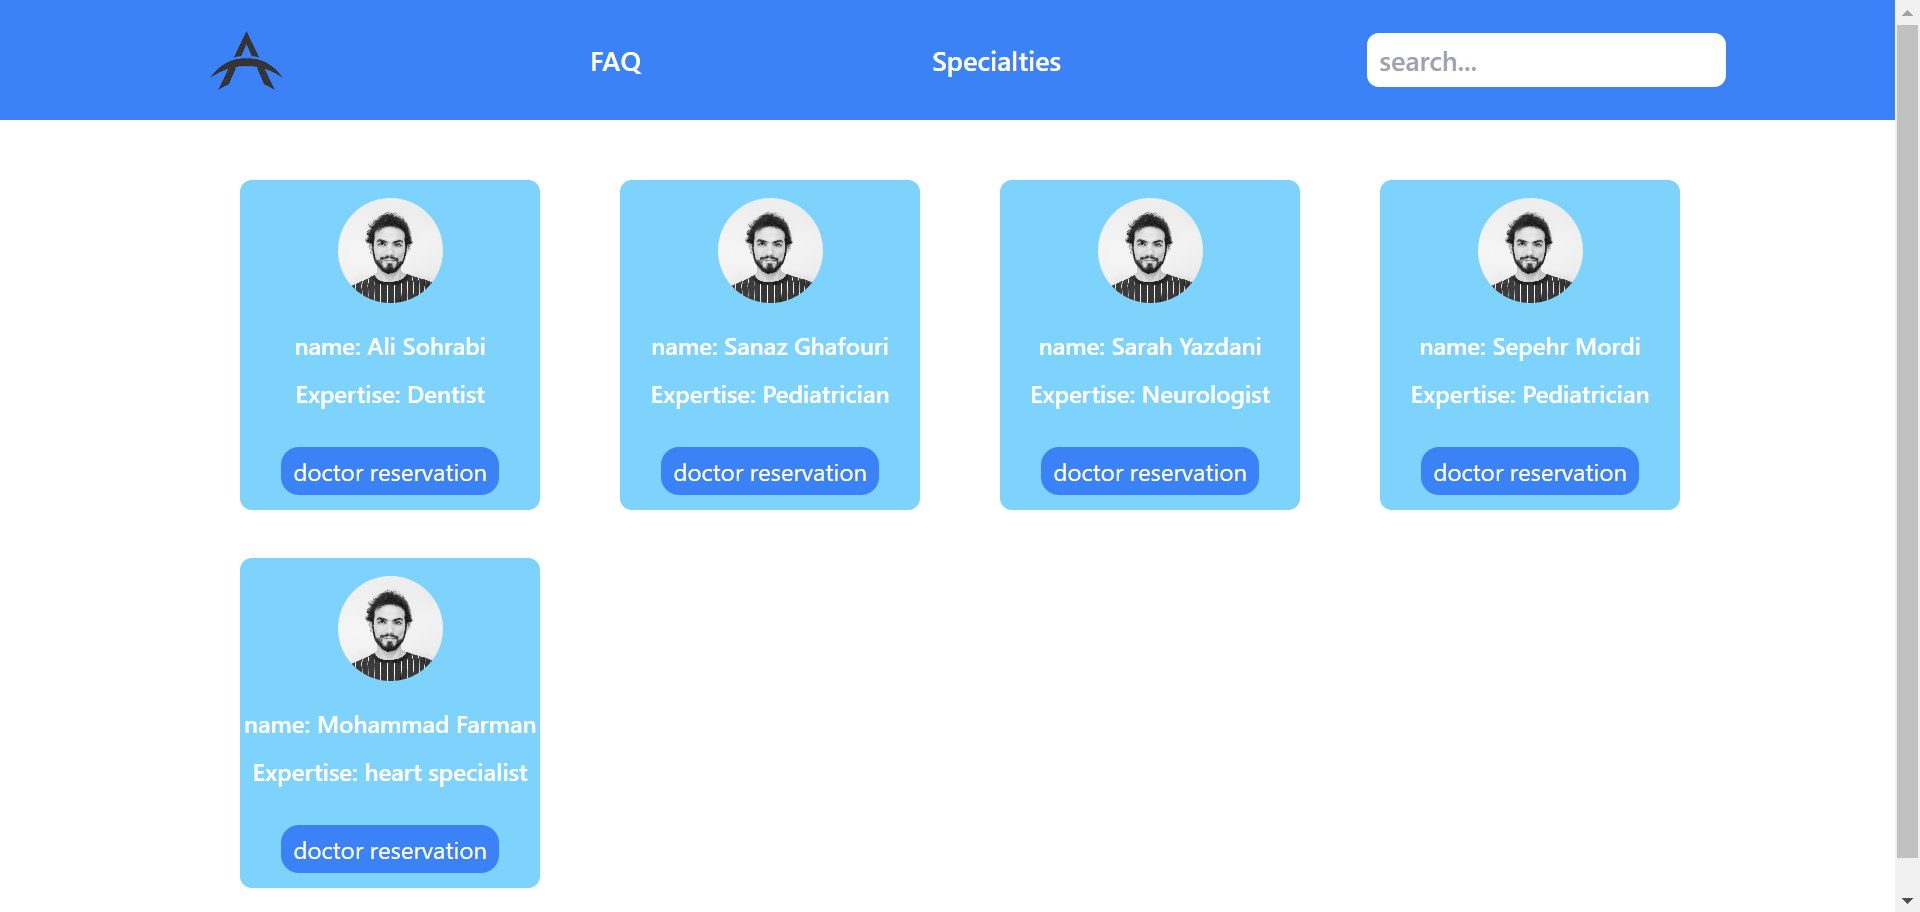 FAQ
Specialties
search...
name: Ali Sohrabi
Expertise: Dentist
doctor reservation
name: Sanaz Ghafouri
Expertise: Pediatrician
doctor reservation
name: Sarah Yazdani
Expertise: Neurologist
doctor reservation
name: Sepehr Mordi
Expertise: Pediatrician
doctor reservation
name: Mohammad Farman
Expertise: heart specialist
doctor reservation